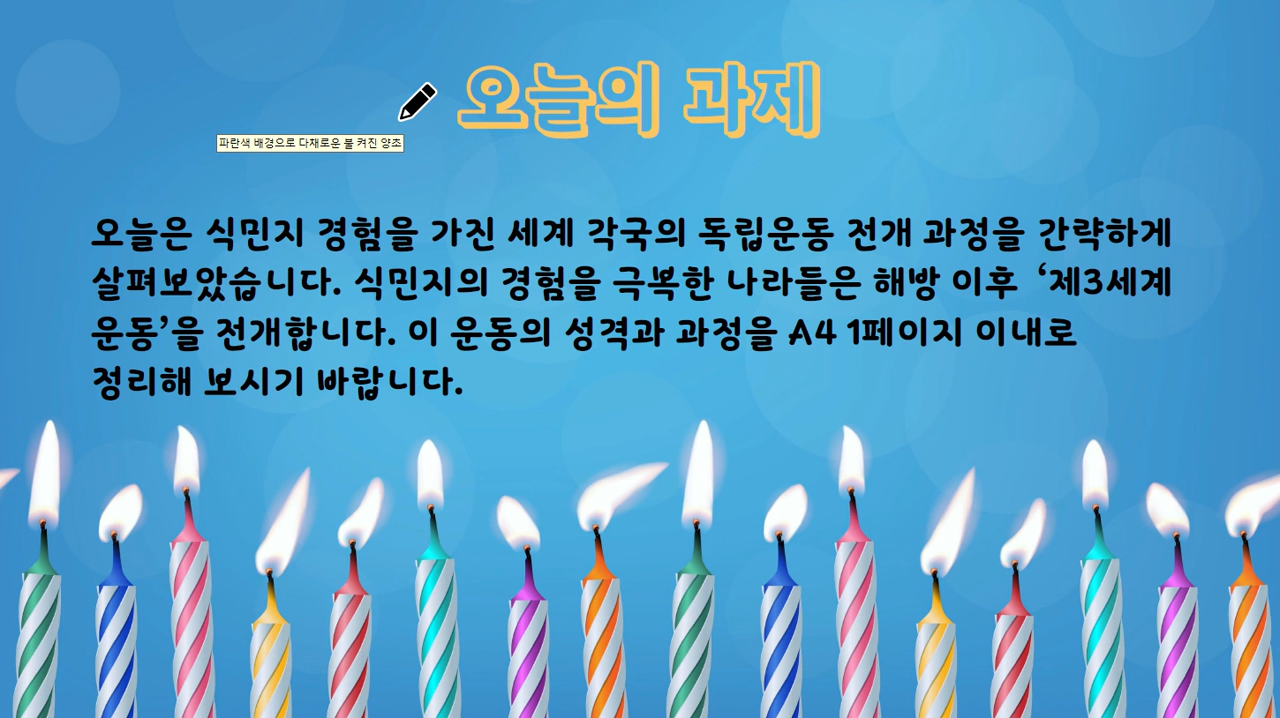 오늘의 과제
파란색 배경으로 다채로운 불 켜진 양초
오늘은 식민지 경험을 가진 세계 각국의 독립운동 전개 과정을 간략하게
살펴보았습니다. 식민지의 경험을 극복한 나라들은 해방 이후 ‘제3세계
운동’을 전개합니다. 이 운동의 성격과 과정을 A4 1페이지 이내로
정리해 보시기 바랍니다.